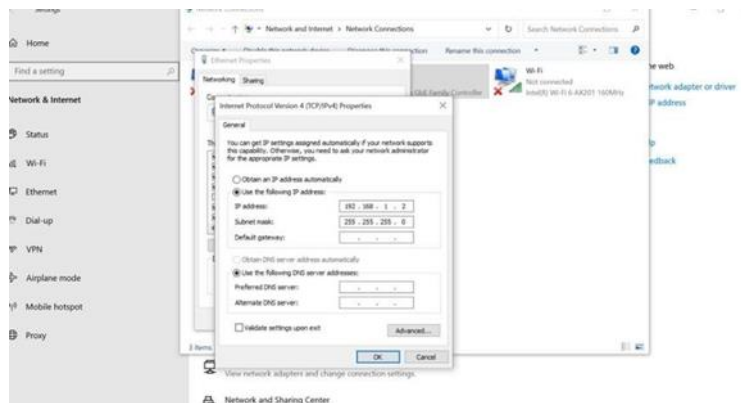 Network and Internet > Network Connections
Search Network Connections
Home
Find a setting
Rename this connection
Ethernet Properties
Networking Sharing
Wi-Fi
Not connected
Intel(R) Wi-Fi 6 AX201 160MHz
GbE Family Controller
Network & Internet
Internet Protocol Version 4 (TCP/IPv4) Properties
General
You can get IP settings assigned automatically if your network supports
this capability. Otherwise, you need to ask your network administrator
for the appropriate IP settings.
Status
Wi-Fi
Obtain an IP address automatically
Use the following IP address:
IP address: 192 . 168 . 1 . 2
Subnet mask: 255 . 255 . 255 . 0
Default gateway:
Ethernet
Dial-up
Obtain DNS server address automatically
Use the following DNS server addresses:
Preferred DNS server:
Alternate DNS server:
VPN
Airplane mode
Mobile hotspot
Validate settings upon exit
Advanced...
Proxy
3 items
OK Cancel
View network adapters and change connection settings.
Network and Sharing Center